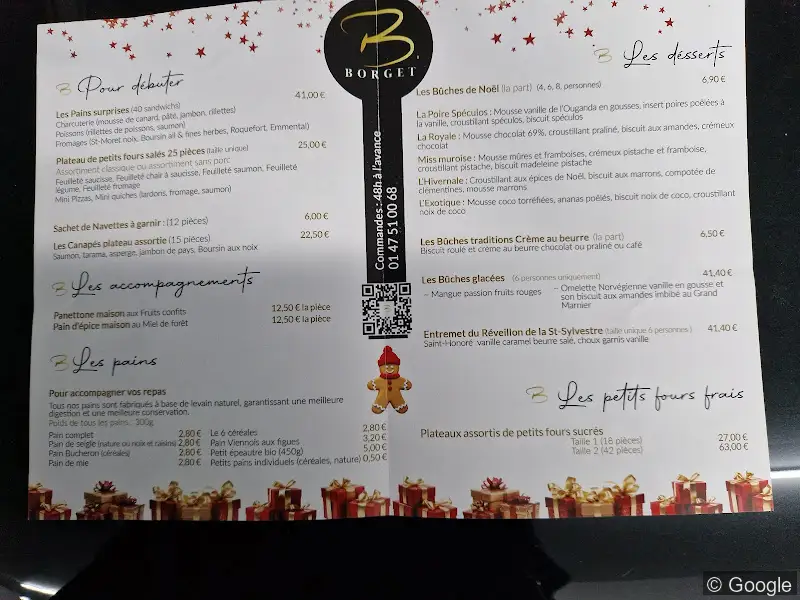 B Pour débuter
Les Pains surprises (40 sandwichs) 41,00 €
Charcuterie (mousse de canard, pâté, jambon, rillettes)
Poissons (rillettes de poissons, saumon)
Fromages (St-Moret noix, Boursin ail & fines herbes, Roquefort, Emmental)
Plateau de petits fours salés 25 pièces (taille unique) 25,00 €
Assortiment classique ou assortiment sans porc
Feuilleté saucisse, Feuilleté chair à saucisse, Feuilleté saumon, Feuilleté
légume, Feuilleté fromage
Mini Pizzas, Mini quiches (lardons, fromage, saumon)
Sachet de Navettes à garnir : (12 pièces) 6,00 €
Les Canapés plateau assortie (15 pièces) 22,50 €
Saumon, tarama, asperge, jambon de pays, Boursin aux noix
B Les accompagnements
Panettone maison aux Fruits confits 12,50 € la pièce
Pain d'épice maison au Miel de forêt 12,50 € la pièce
B Les pains
Pour accompagner vos repas
Tous nos pains sont fabriqués à base de levain naturel, garantissant une meilleure
digestion et une meilleure conservation.
Poids de tous les pains : 300g
Pain complet 2,80 € Le 6 céréales 2,80 €
Pain de seigle (nature ou noix et raisins) 2,80 € Pain Viennois aux figues 3,20 €
Pain Bucheron (céréales) 2,80 € Petit épeautre bio (450g) 5,00 €
Pain de mie 2,80 € Petits pains individuels (céréales, nature) 0,50 €
B
BORGET
Commandes : 48h à l'avance
01 47 51 00 68
B Les désserts
Les Bûches de Noël (la part) (4, 6, 8, personnes) 6,90 €
La Poire Spéculos : Mousse vanille de l'Ouganda en gousses, insert poires poêlées à
la vanille, croustillant spéculos, biscuit spéculos
La Royale : Mousse chocolat 69%, croustillant praliné, biscuit aux amandes, crémeux
chocolat
Miss muroise : Mousse mûres et framboises, crémeux pistache et framboise,
croustillant pistache, biscuit madeleine pistache
L'Hivernale : Croustillant aux épices de Noël, biscuit aux marrons, compotée de
clémentines, mousse marrons
L'Exotique : Mousse coco torréfiées, ananas poêlés, biscuit noix de coco, croustillant
noix de coco
Les Bûches traditions Crème au beurre (la part) 6,50 €
Biscuit roulé et crème au beurre chocolat ou praliné ou café
Les Bûches glacées (6 personnes uniquement) 41,40 €
– Mangue passion fruits rouges – Omelette Norvégienne vanille en gousse et
son biscuit aux amandes imbibé au Grand
Marnier
Entremet du Réveillon de la St-Sylvestre (taille unique 6 personnes ) 41,40 €
Saint-Honoré vanille caramel beurre salé, choux garnis vanille
B Les petits fours frais
Plateaux assortis de petits fours sucrés
Taille 1 (18 pièces) 27,00 €
Taille 2 (42 pièces) 63,00 €
© Google